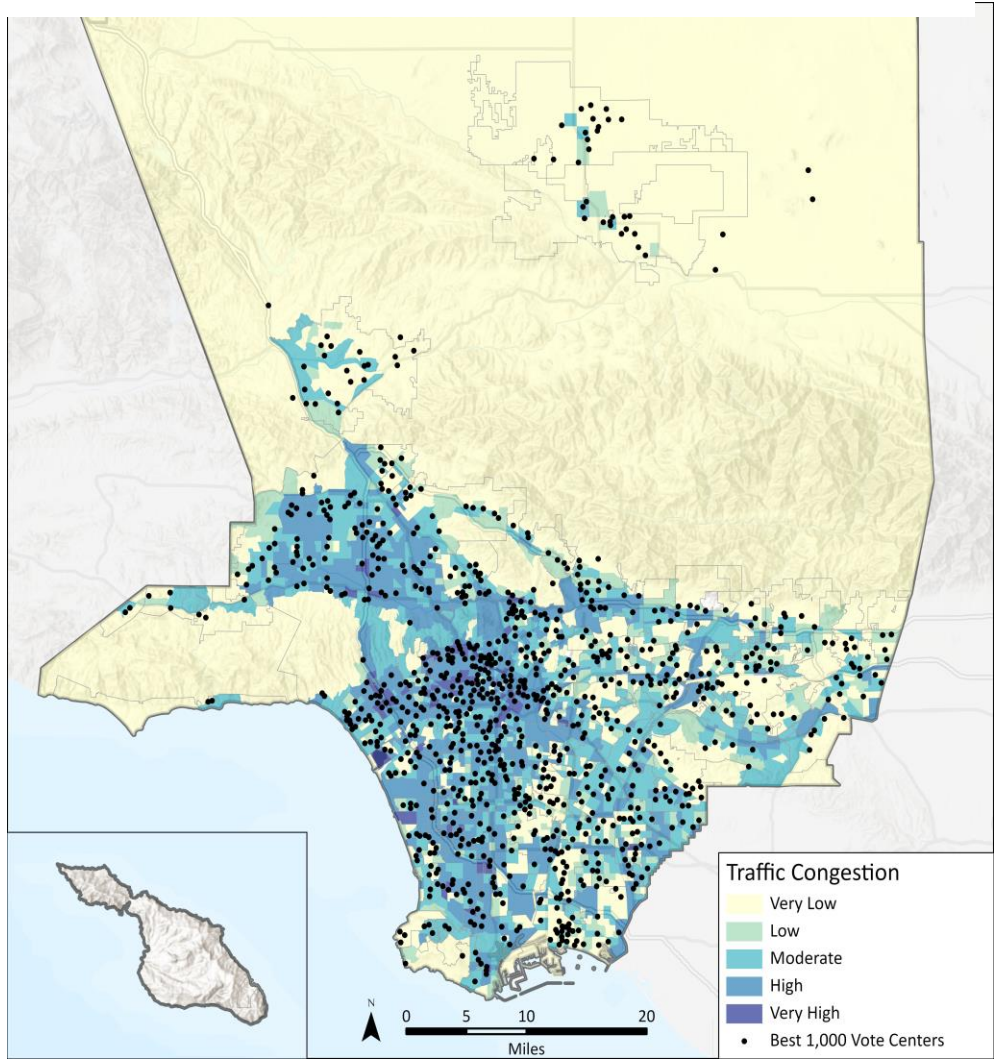 Traffic Congestion
Very Low
Low
Moderate
High
Very High
Best 1,000 Vote Centers
N
0 5 10 20
Miles